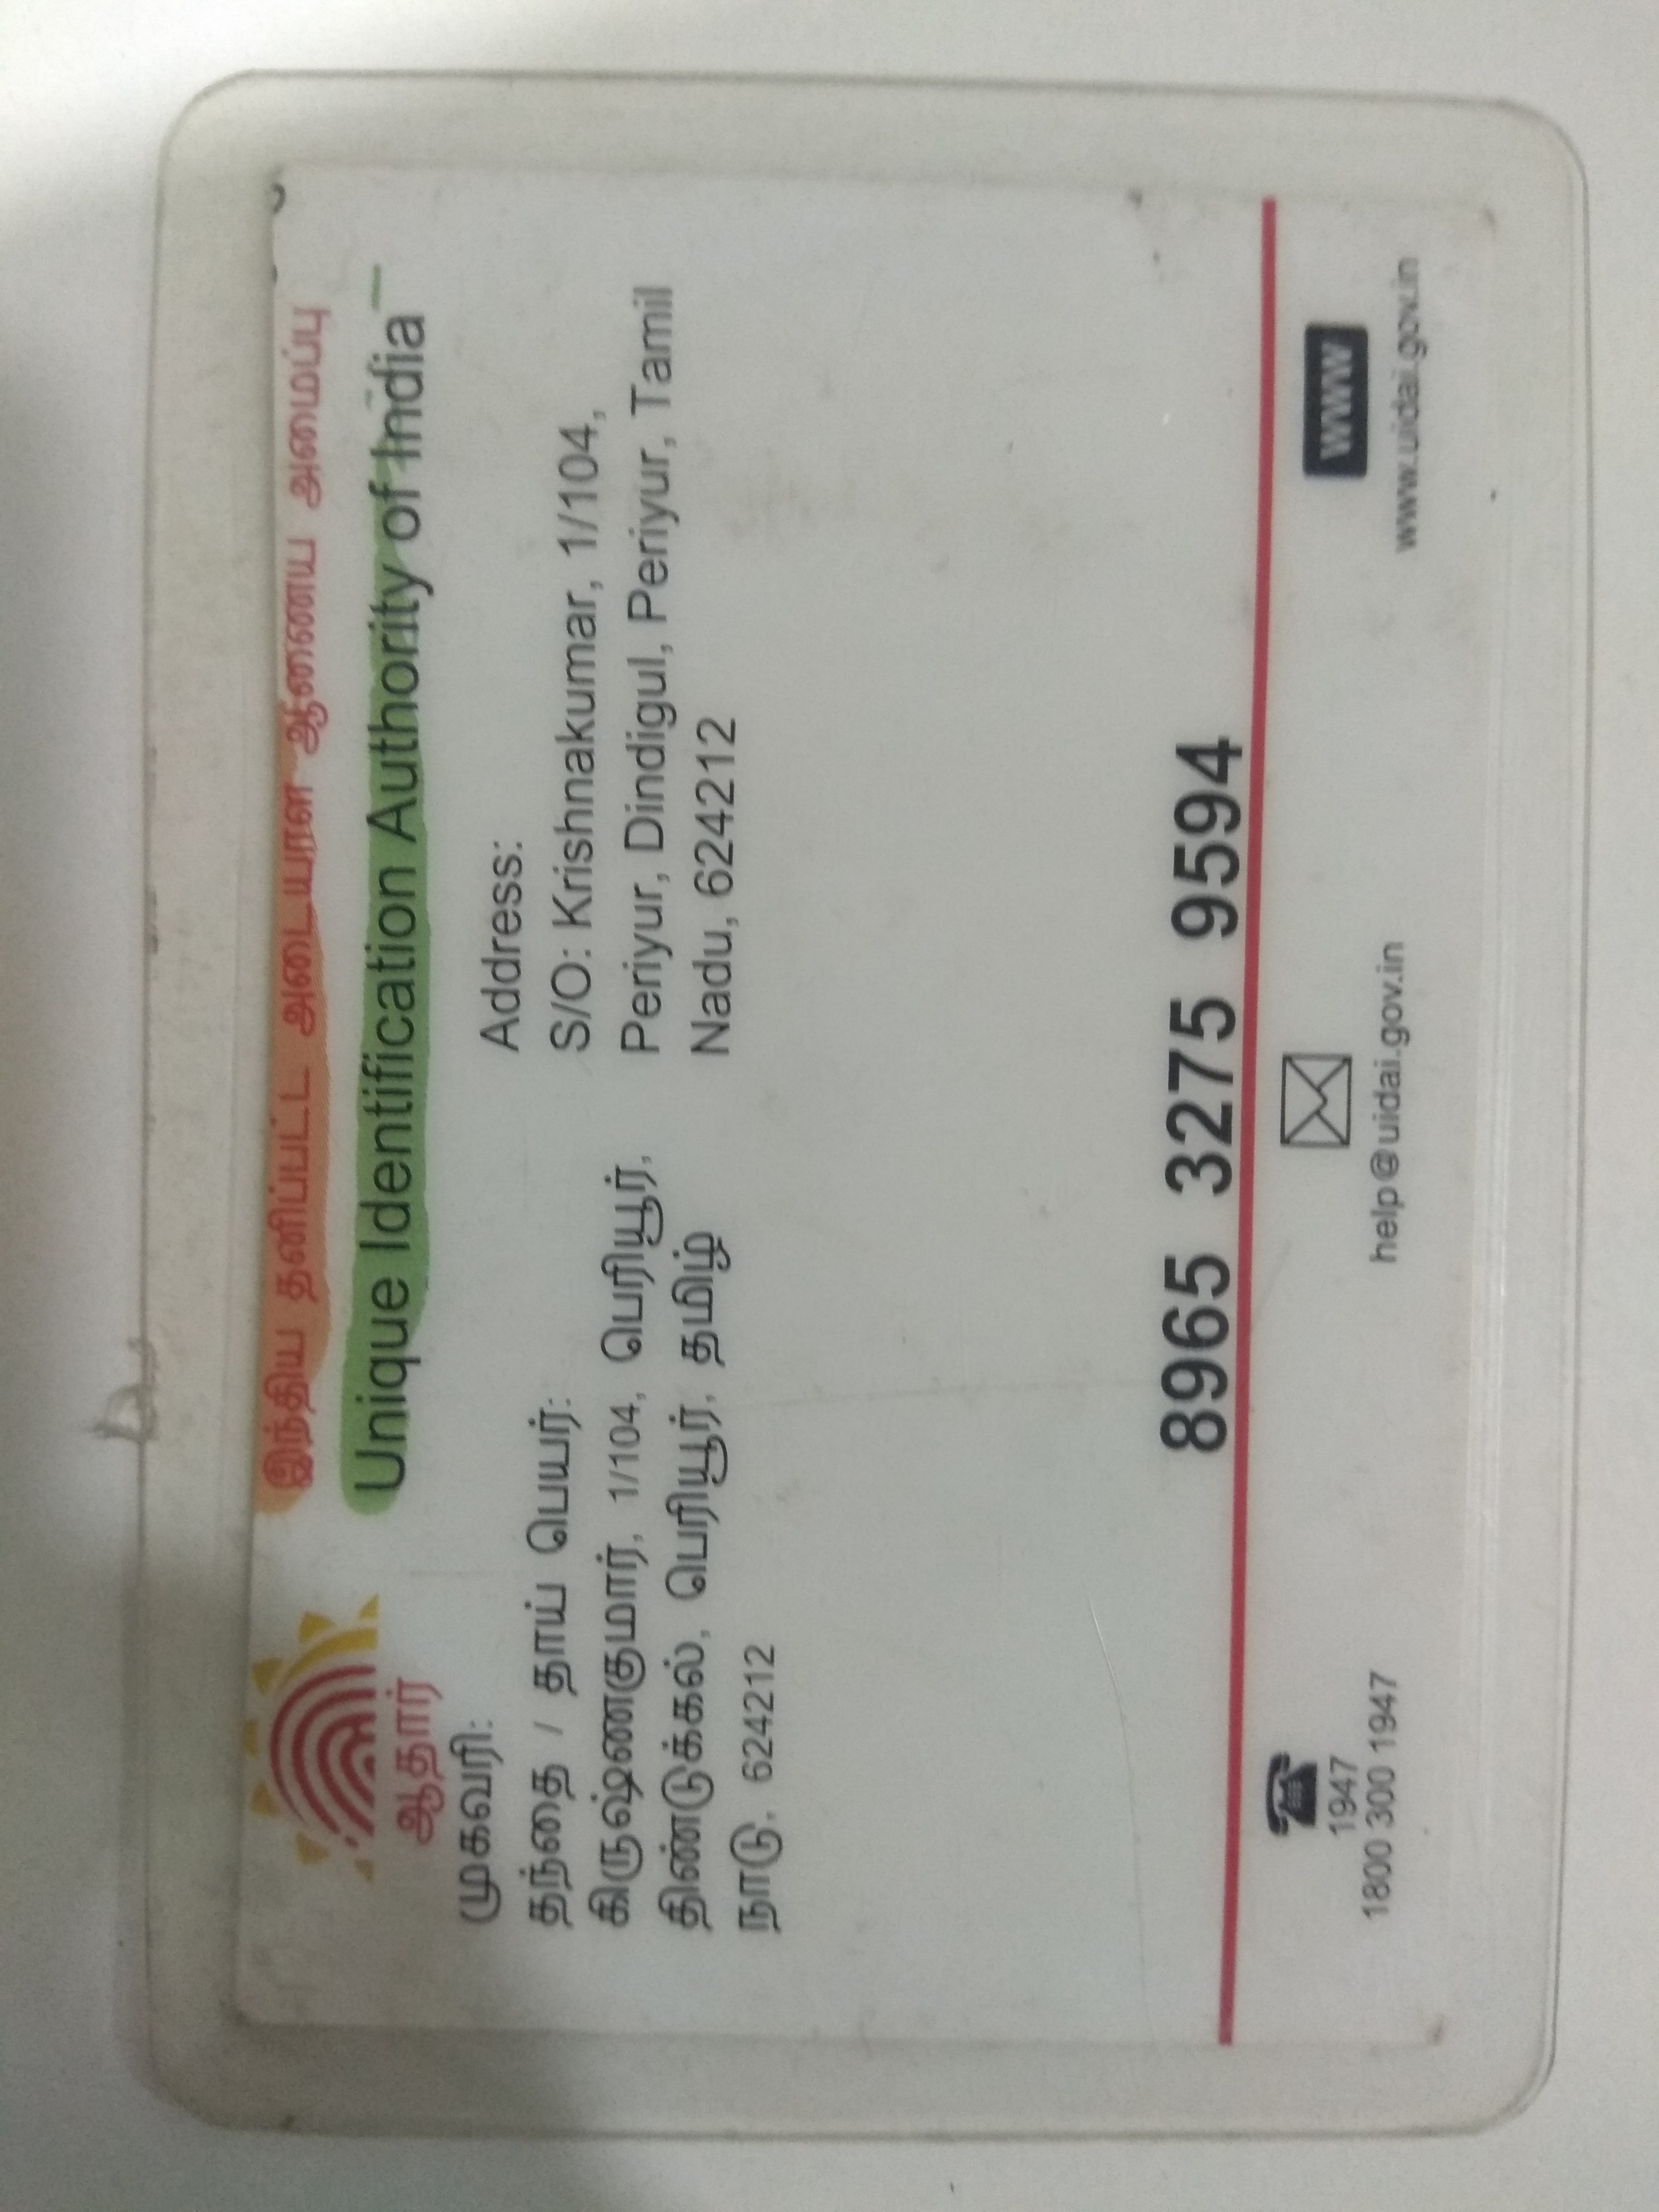 இந்திய தனிப்பட்ட அடையாள ஆணைய அமைப்பு
Unique Identification Authority of India
ஆதார்
முகவரி:
தந்தை / தாய் பெயர்:
கிருஷ்ணகுமார், 1/104, பெரியூர்,
திண்டுக்கல், பெரியூர், தமிழ்
நாடு, 624212
Address:
S/O: Krishnakumar, 1/104,
Periyur, Dindigul, Periyur, Tamil
Nadu, 624212
8965 3275 9594
1947
1800 300 1947
help@uidai.gov.in
www
www.uidai.gov.in